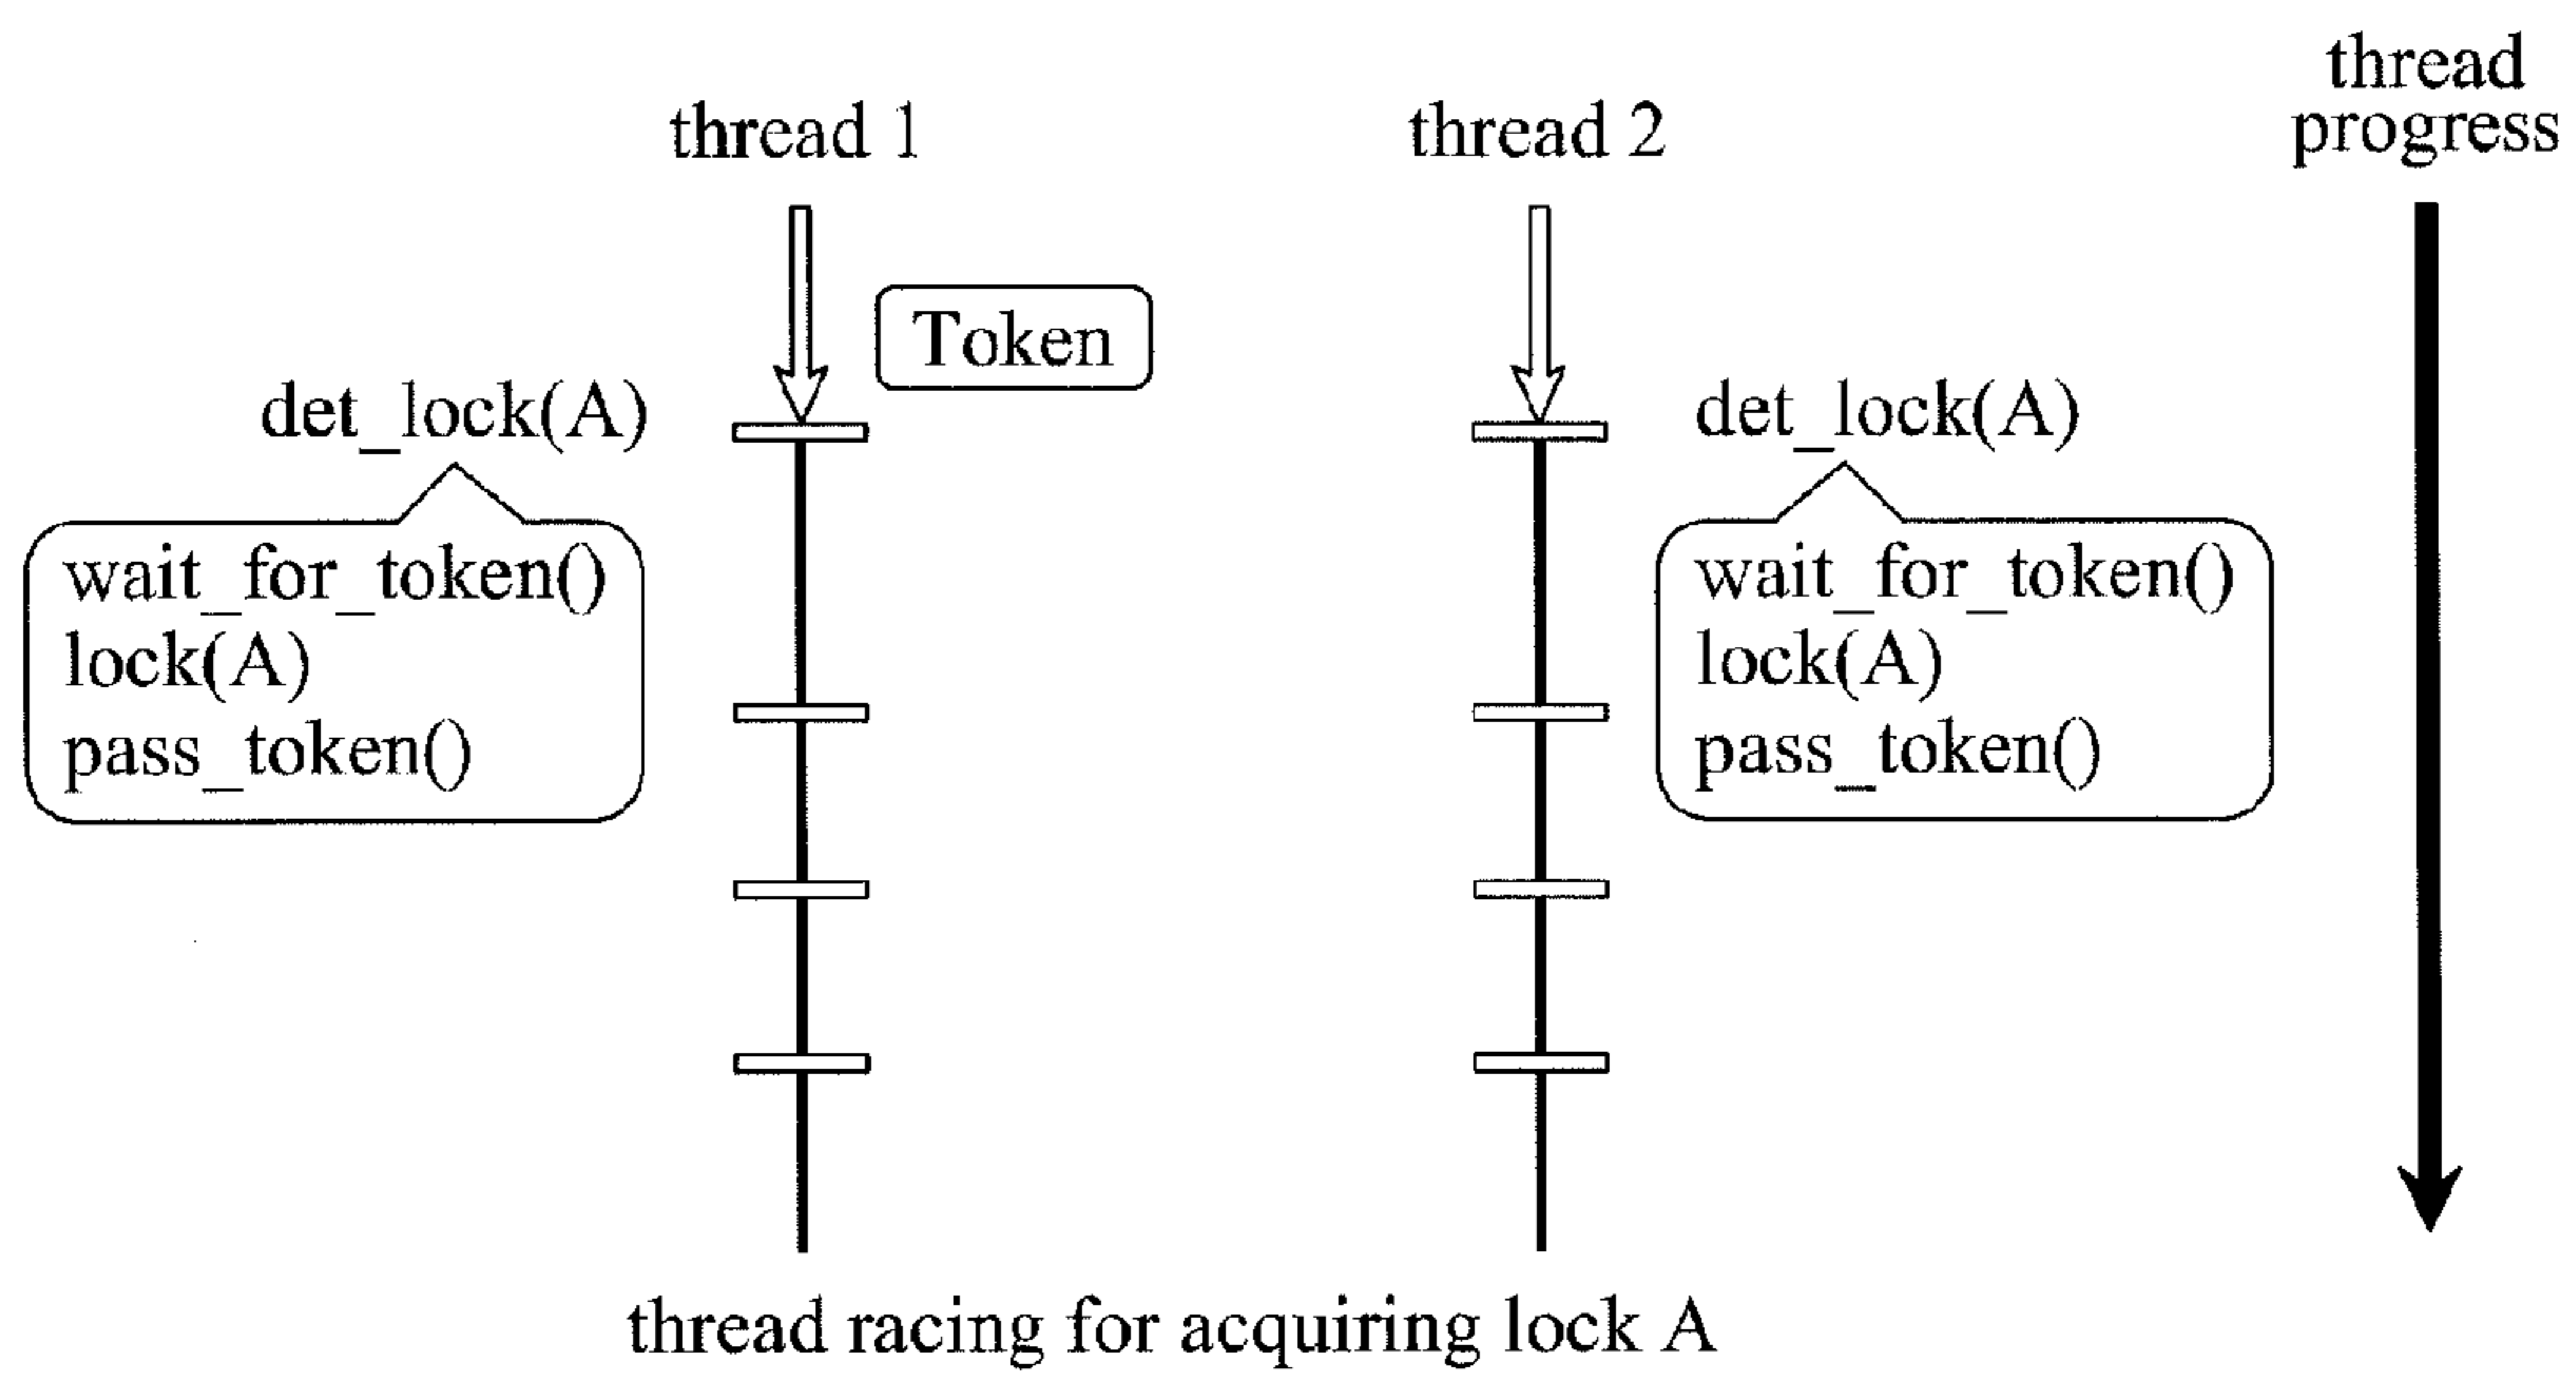 thread 1
thread 2
thread
progress
Token
det_lock(A)
wait_for_token()
lock(A)
pass_token()
det_lock(A)
wait_for_token()
lock(A)
pass_token()
thread racing for acquiring lock A